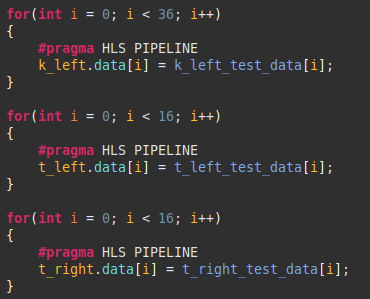 for(int i = 0; i < 36; i++)
{
    #pragma HLS PIPELINE
    k_left.data[i] = k_left_test_data[i];
}

for(int i = 0; i < 16; i++)
{
    #pragma HLS PIPELINE
    t_left.data[i] = t_left_test_data[i];
}

for(int i = 0; i < 16; i++)
{
    #pragma HLS PIPELINE
    t_right.data[i] = t_right_test_data[i];
}